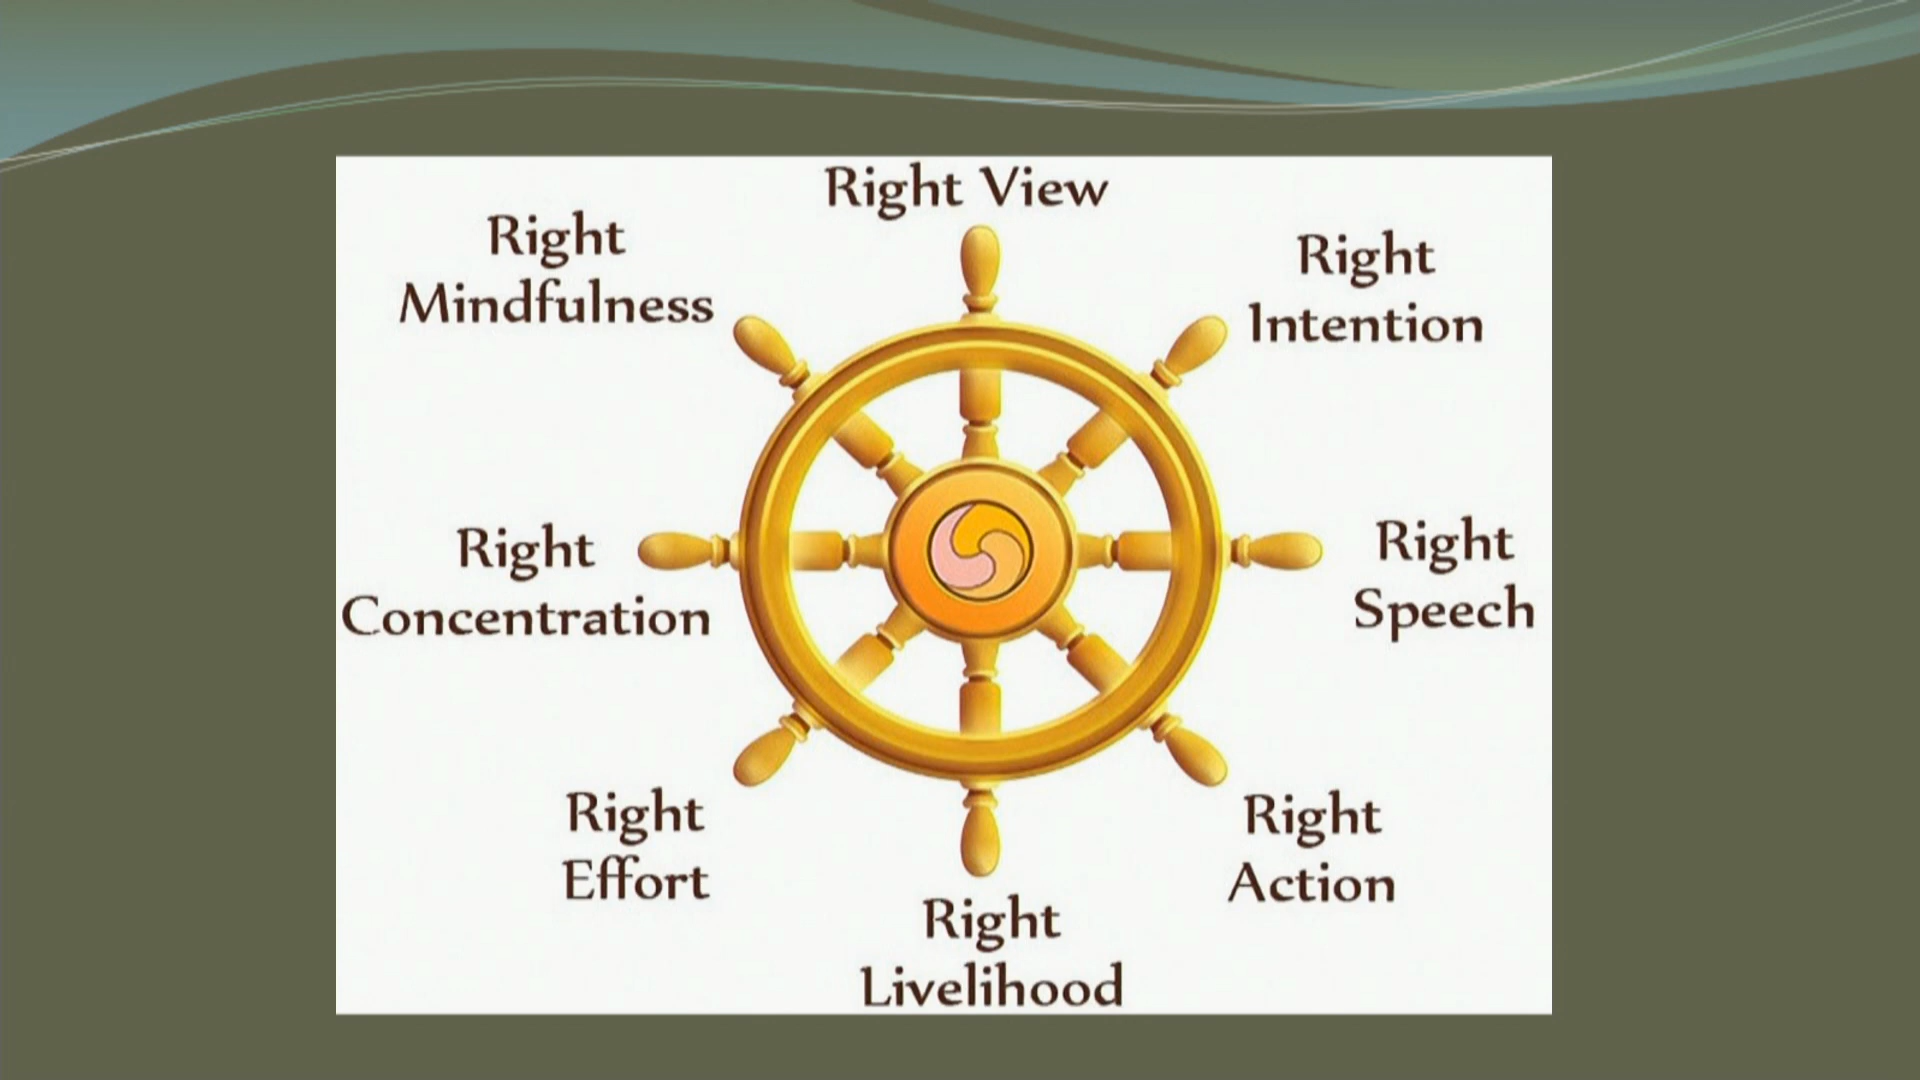 Right View
Right
Intention
Right
Speech
Right
Action
Right
Livelihood
Right
Effort
Right
Concentration
Right
Mindfulness